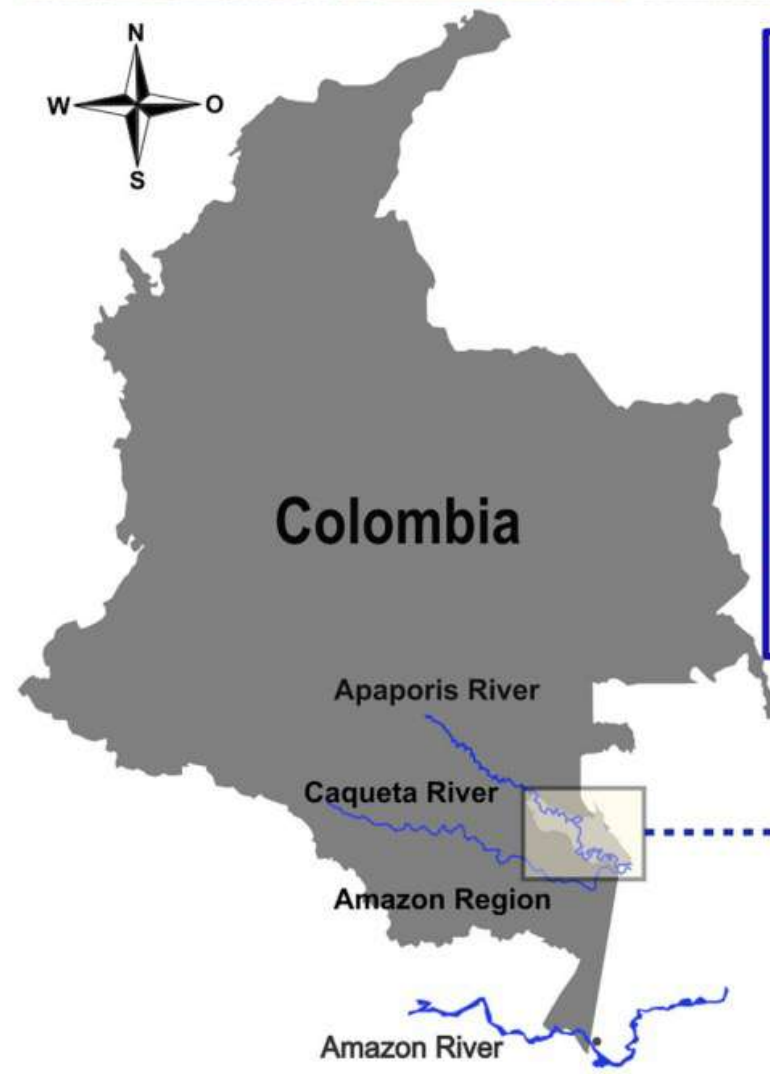 N
W O
S
Colombia
Apaporis River
Caqueta River
Amazon Region
Amazon River